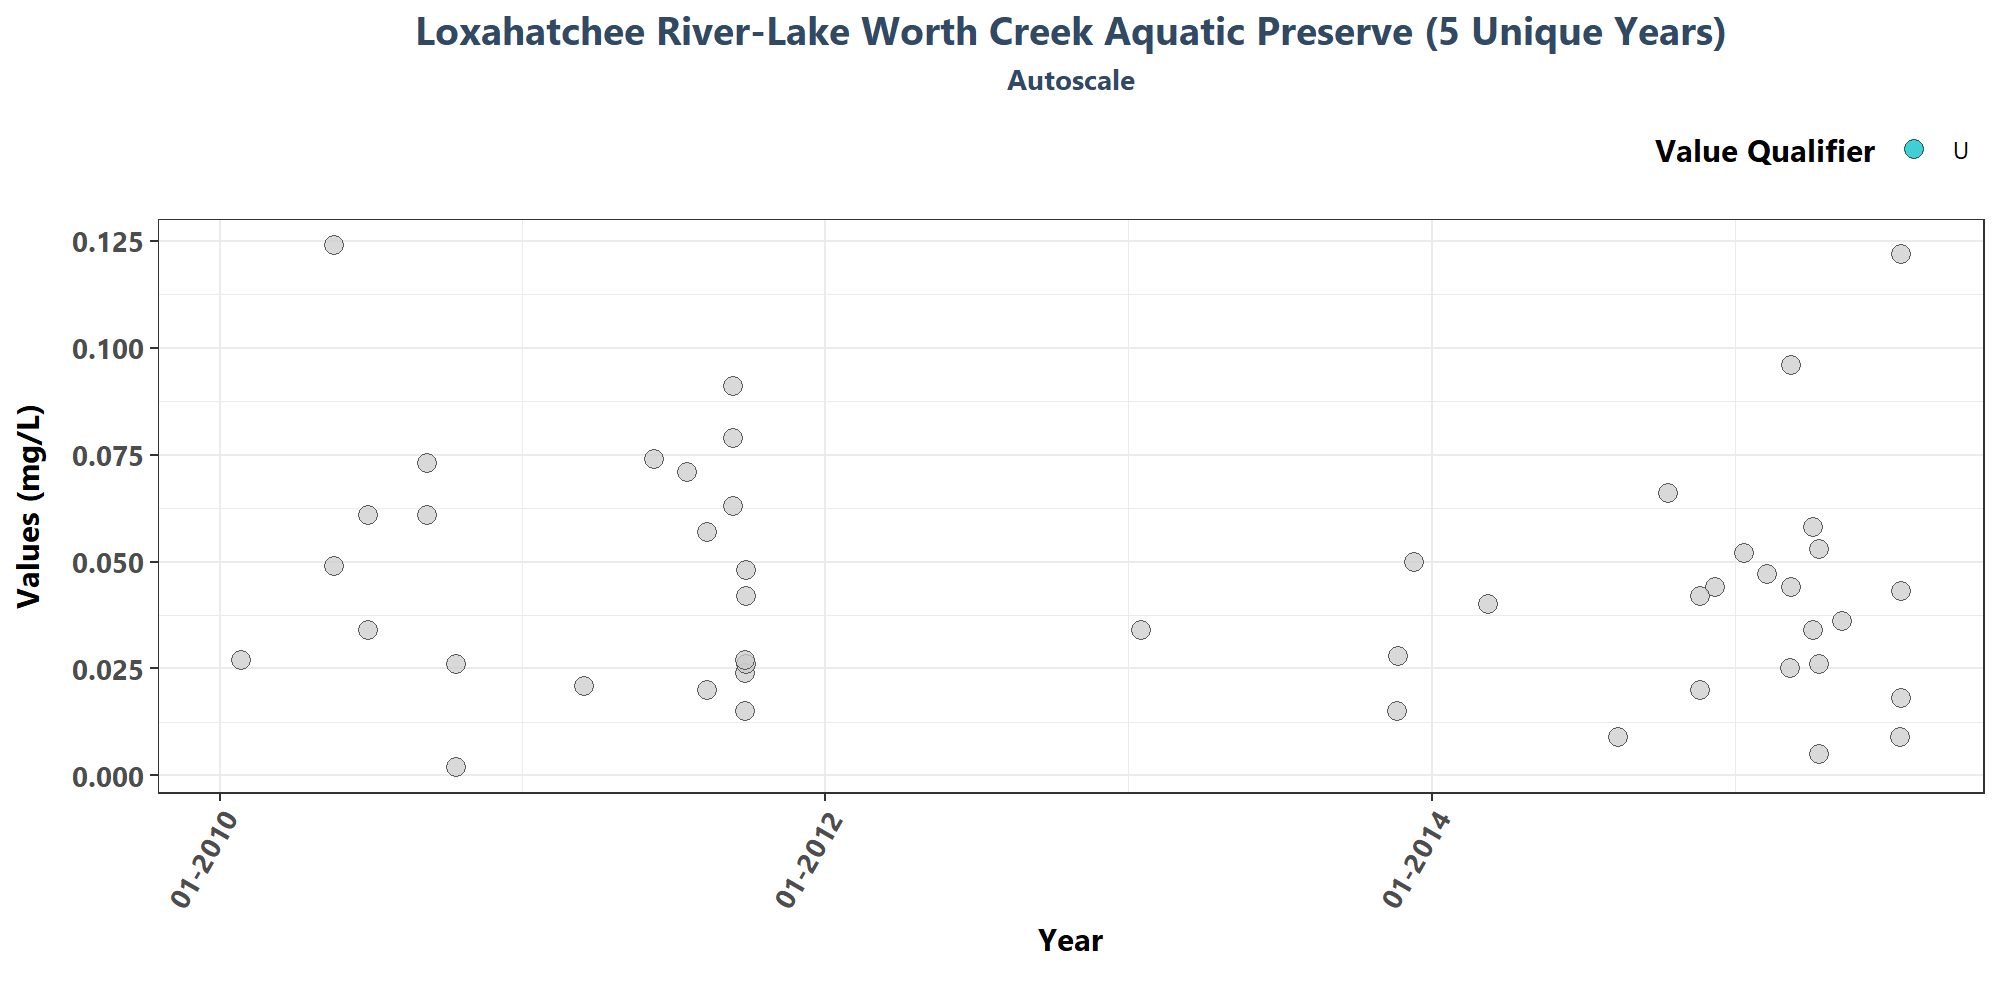 Loxahatchee River-Lake Worth Creek Aquatic Preserve (5 Unique Years)
Autoscale
Value Qualifier U
Values (mg/L)
0.125
0.100
0.075
0.050
0.025
0.000
01-2010
01-2012
01-2014
Year